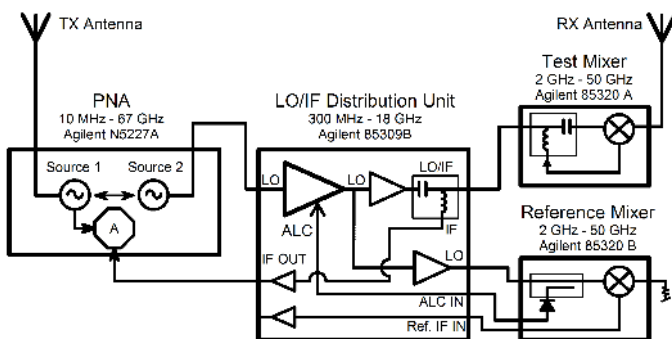 TX Antenna
RX Antenna
PNA
10 MHz - 67 GHz
Agilent N5227A
Source 1
Source 2
A
LO/IF Distribution Unit
300 MHz - 18 GHz
Agilent 85309B
LO
LO
LO/IF
ALC
IF
IF OUT
LO
ALC IN
Ref. IF IN
Test Mixer
2 GHz - 50 GHz
Agilent 85320 A
Reference Mixer
2 GHz - 50 GHz
Agilent 85320 B